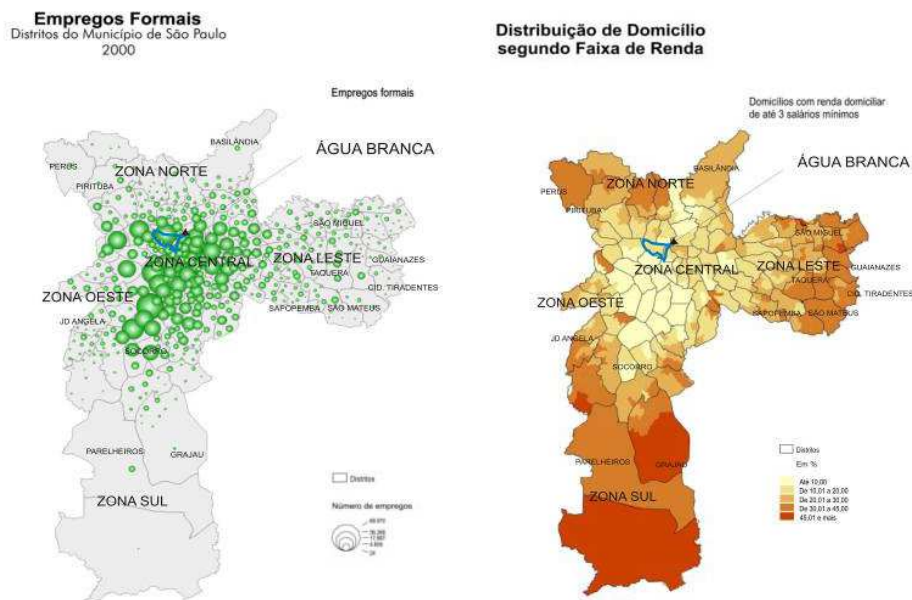 Empregos Formais
Distritos do Município de São Paulo
2000
Empregos formais
BASILÂNDIA
ÁGUA BRANCA
PERUS
ZONA NORTE
PIRITUBA
SÃO MIGUEL
ZONA CENTRAL
ZONA LESTE
GUAIANAZES
TAQUERA
CID. TIRADENTES
ZONA OESTE
SAPOPEMBA
SÃO MATEUS
JD ANGELA
SOCORRO
PARELHEIROS
GRAJAU
ZONA SUL
Distritos
Número de empregos
24
Distribuição de Domicílio
segundo Faixa de Renda
Domicílios com renda domiciliar
de até 3 salários mínimos
ÁGUA BRANCA
BASILÂNDIA
ZONA NORTE
PERUS
PIRITUBA
SÃO MIGUEL
ZONA CENTRAL
ZONA LESTE
GUAIANAZES
TAQUERA
CID. TIRADENTES
ZONA OESTE
SAPOPEMBA
SÃO MATEUS
JD ANGELA
SOCORRO
PARELHEIROS
GRAJAU
ZONA SUL
Distritos
Em %
Até 10,00
De 10,01 a 20,00
De 20,01 a 30,00
De 30,01 a 45,00
45,01 e mais